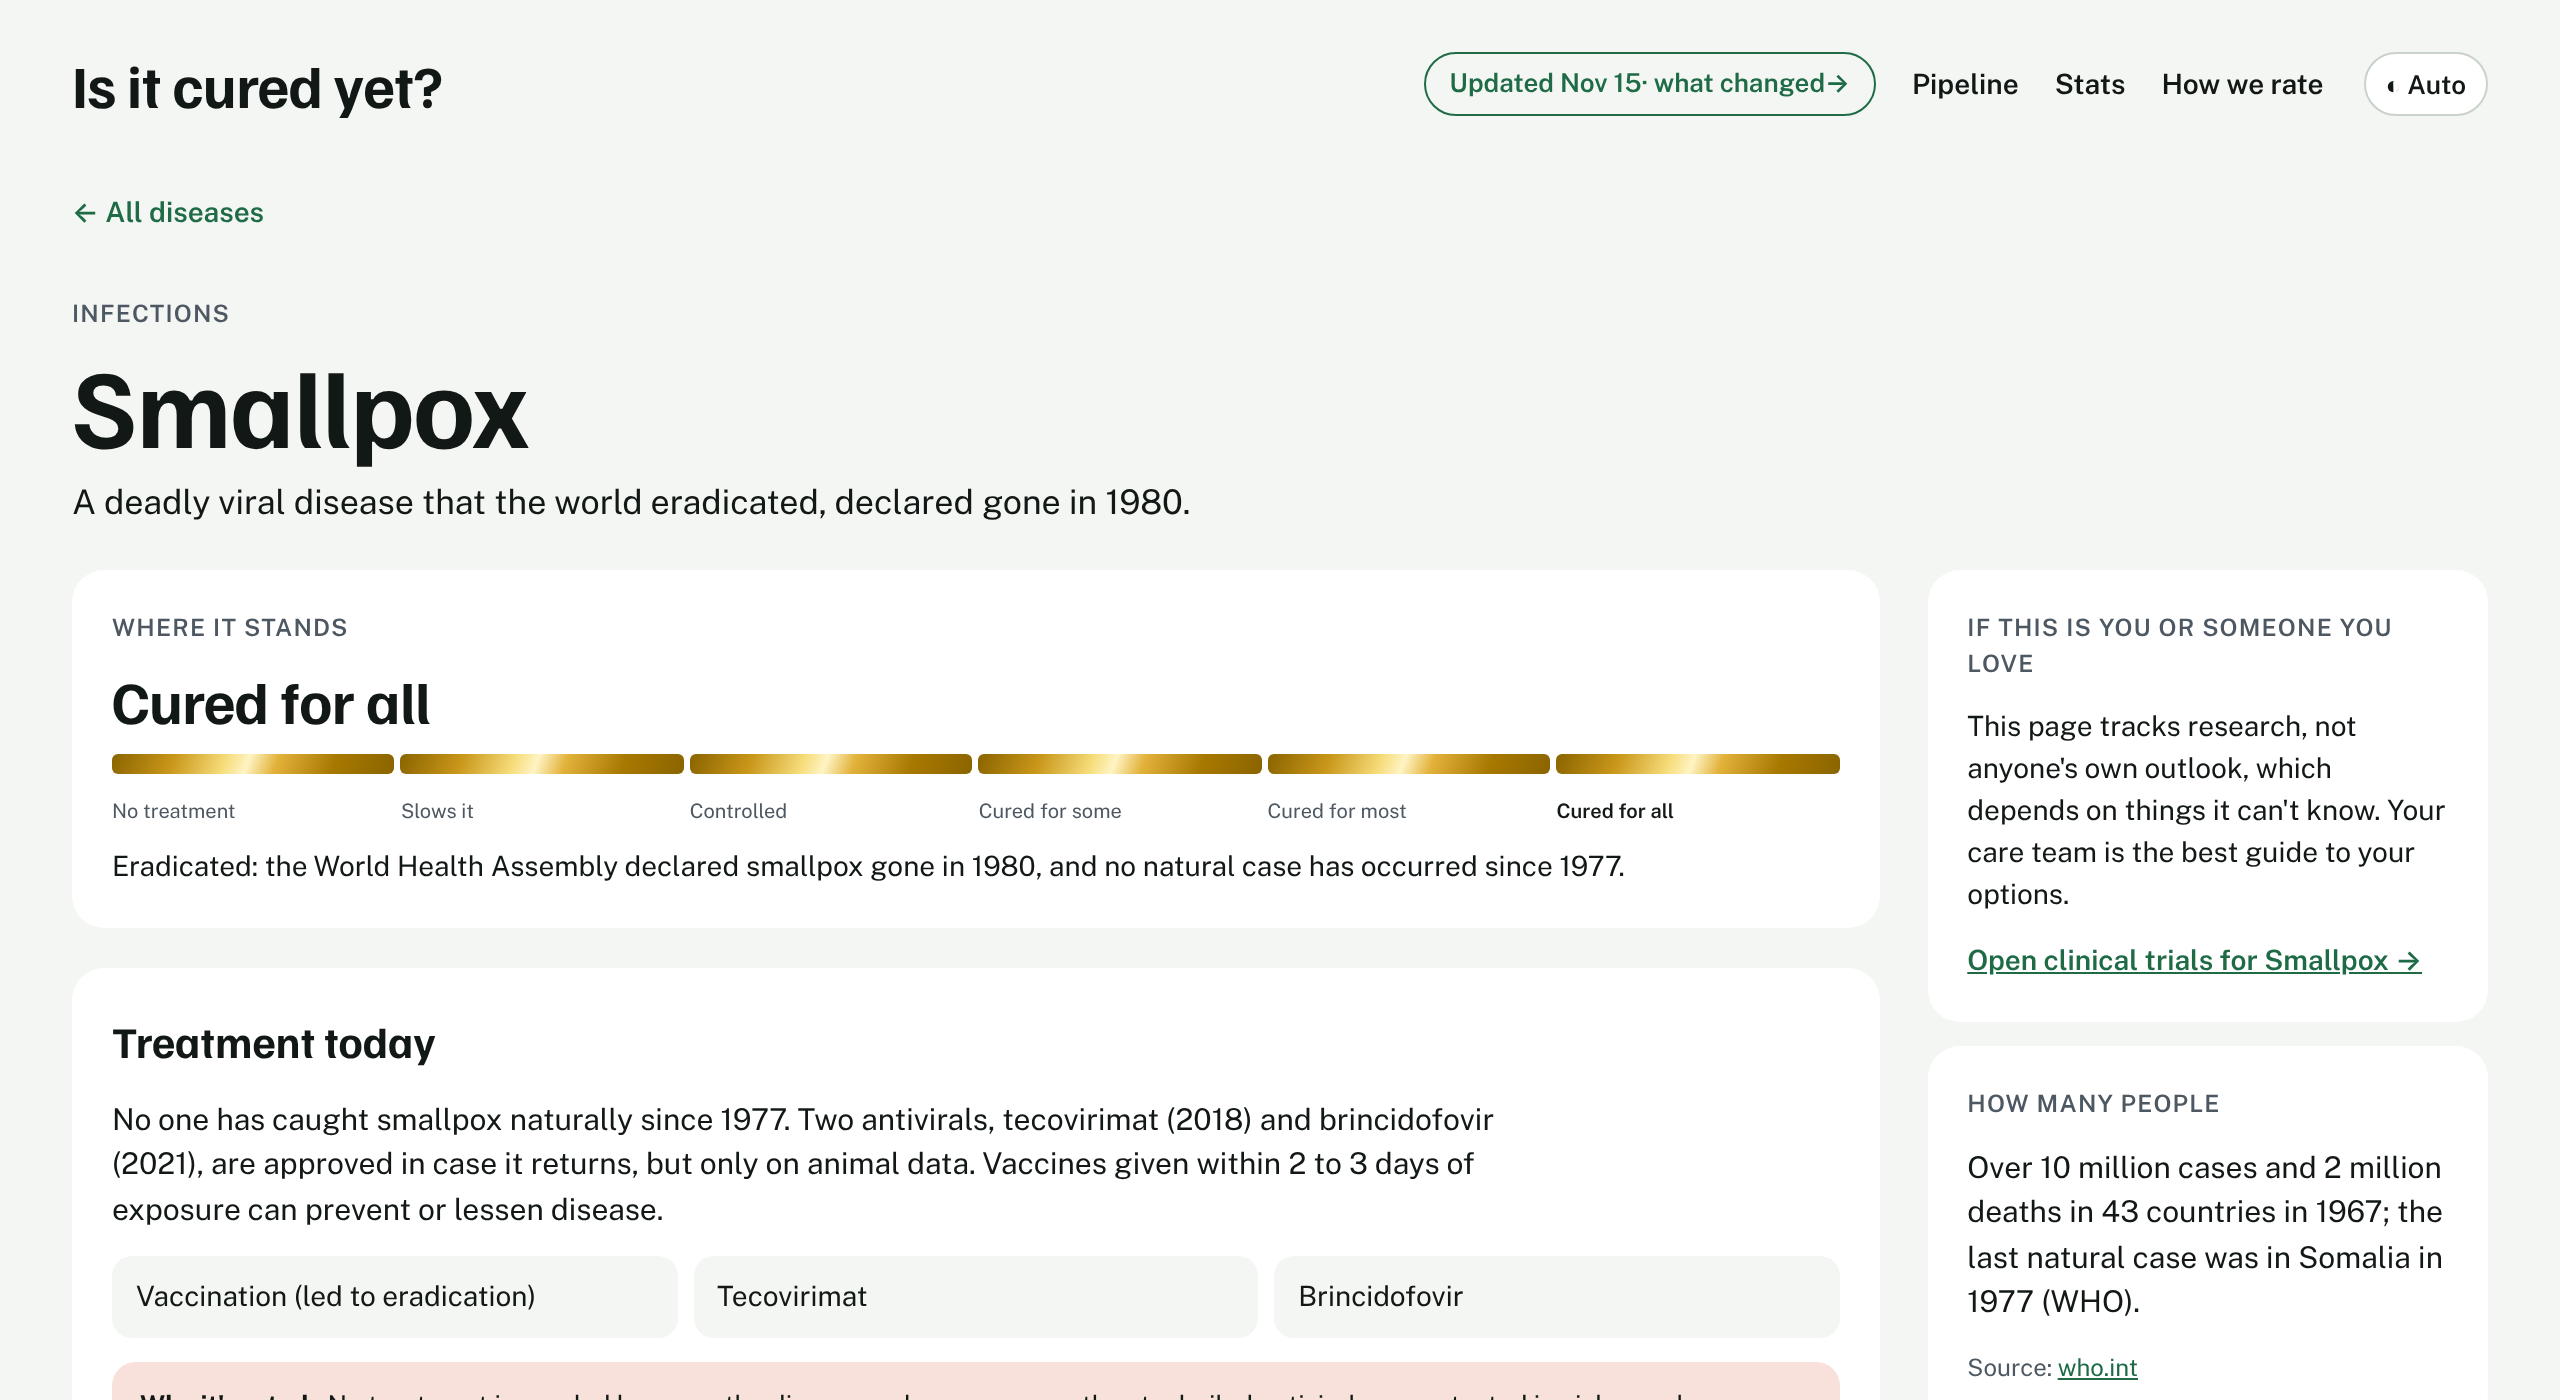 Is it cured yet?
Updated Nov 15· what changed→
Pipeline
Stats
How we rate
Auto
← All diseases
INFECTIONS
Smallpox
A deadly viral disease that the world eradicated, declared gone in 1980.
WHERE IT STANDS
Cured for all
No treatment
Slows it
Controlled
Cured for some
Cured for most
Cured for all
Eradicated: the World Health Assembly declared smallpox gone in 1980, and no natural case has occurred since 1977.
Treatment today
No one has caught smallpox naturally since 1977. Two antivirals, tecovirimat (2018) and brincidofovir
(2021), are approved in case it returns, but only on animal data. Vaccines given within 2 to 3 days of
exposure can prevent or lessen disease.
Vaccination (led to eradication)
Tecovirimat
Brincidofovir
IF THIS IS YOU OR SOMEONE YOU
LOVE
This page tracks research, not
anyone's own outlook, which
depends on things it can't know. Your
care team is the best guide to your
options.
Open clinical trials for Smallpox →
HOW MANY PEOPLE
Over 10 million cases and 2 million
deaths in 43 countries in 1967; the
last natural case was in Somalia in
1977 (WHO).
Source: who.int